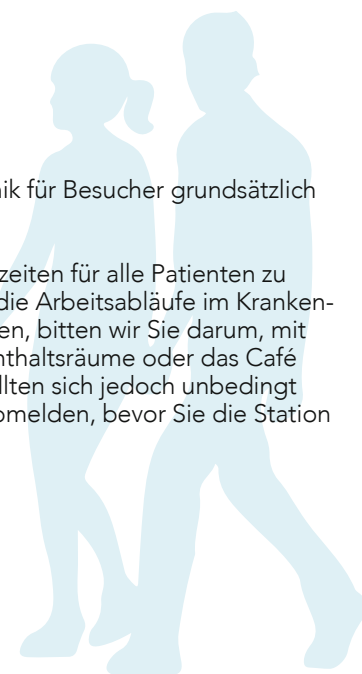 ik für Besucher grundsätzlich
zeiten für alle Patienten zu
die Arbeitsabläufe im Kranken-
en, bitten wir Sie darum, mit
nthaltsräume oder das Café
llten sich jedoch unbedingt
bmelden, bevor Sie die Station